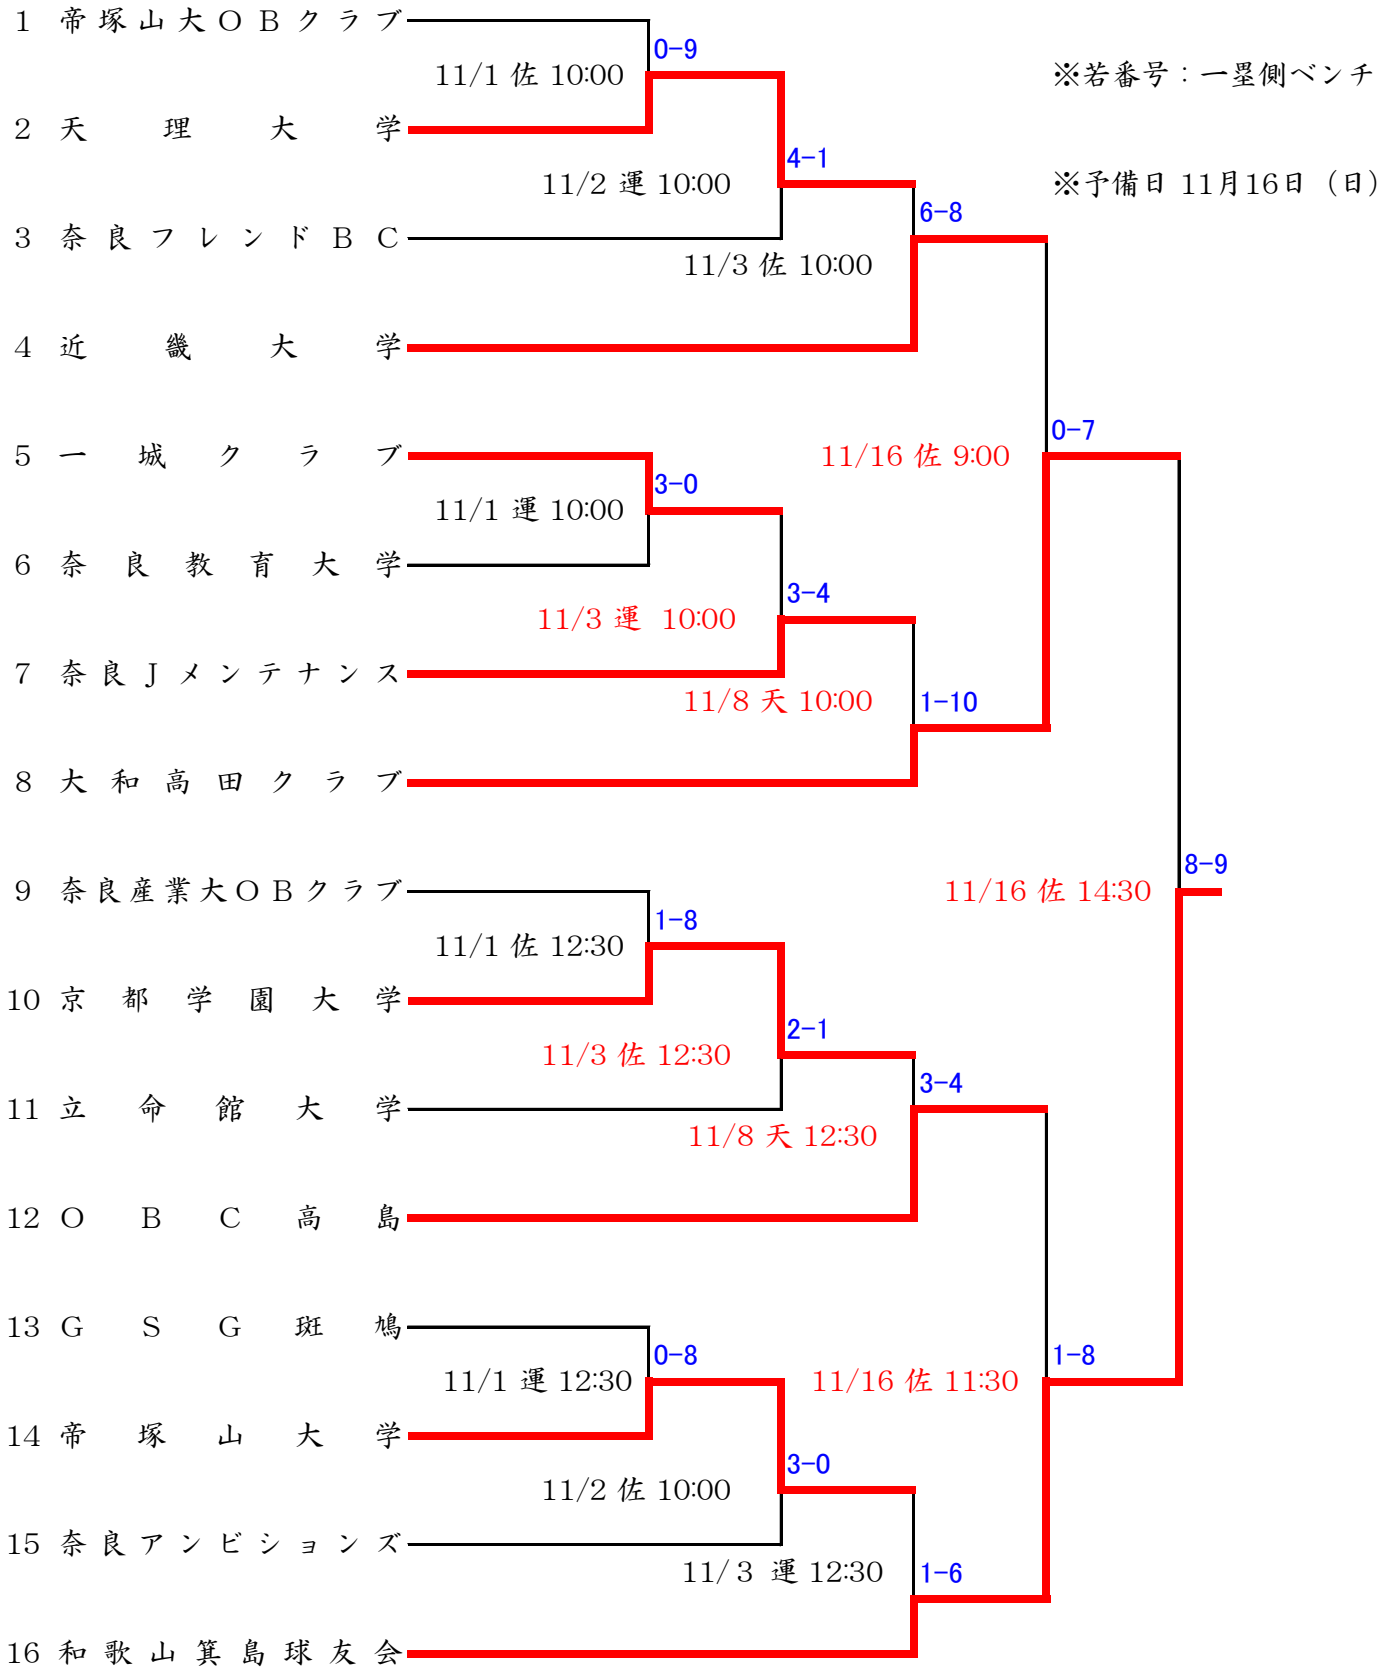 1 帝塚山大ＯＢクラブ
0-9
11/1 佐 10:00
※若番号：一塁側ベンチ
2 天理大学
4-1
11/2 運 10:00
※予備日 11月16日（日）
6-8
3 奈良フレンドＢＣ
11/3 佐 10:00
4 近畿大学
0-7
5 一城クラブ
11/16 佐 9:00
3-0
11/1 運 10:00
6 奈良教育大学
3-4
11/3 運 10:00
7 奈良Ｊメンテナンス
11/8 天 10:00
1-10
8 大和高田クラブ
8-9
9 奈良産業大ＯＢクラブ
11/16 佐 14:30
1-8
11/1 佐 12:30
10 京都学園大学
2-1
11/3 佐 12:30
3-4
11 立命館大学
11/8 天 12:30
12 ＯＢＣ高島
13 ＧＳＧ斑鳩
0-8
1-8
11/1 運 12:30
11/16 佐 11:30
14 帝塚山大学
3-0
11/2 佐 10:00
15 奈良アンビションズ
11/3 運 12:30
1-6
16 和歌山箕島球友会